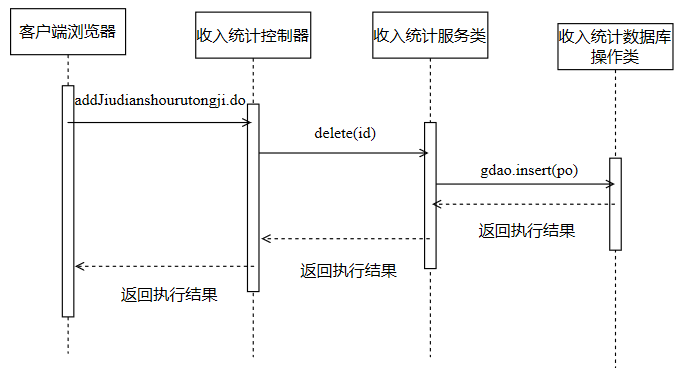 客户端浏览器
收入统计控制器
收入统计服务类
收入统计数据库
操作类
addJiudianshourutongji.do
delete(id)
gdao.insert(po)
返回执行结果
返回执行结果
返回执行结果